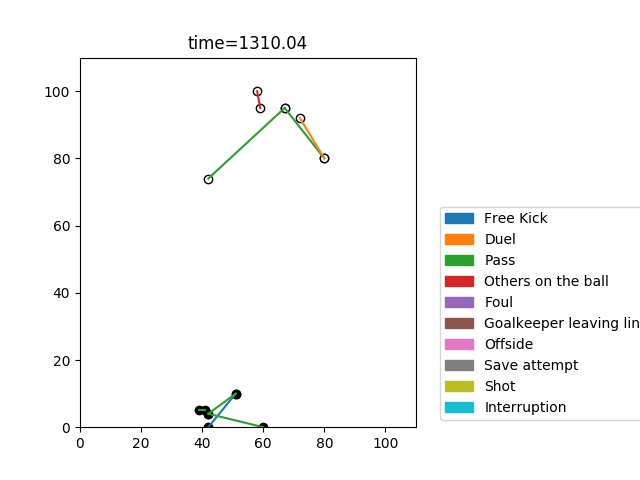 time=1310.04
100
80
60
40
20
0
0 20 40 60 80 100
Free Kick
Duel
Pass
Others on the ball
Foul
Goalkeeper leaving lin
Offside
Save attempt
Shot
Interruption